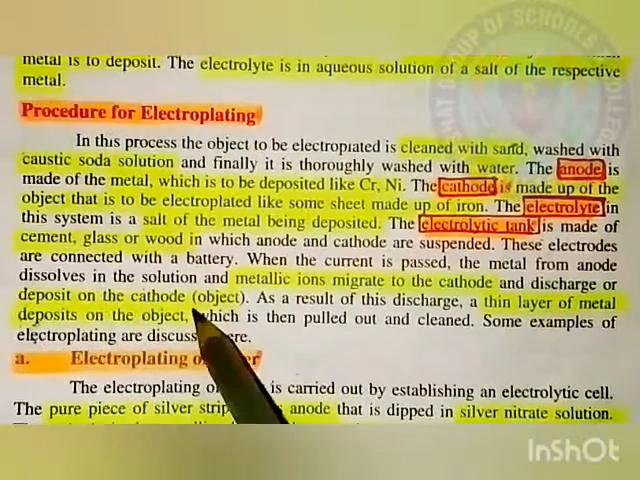 metal is to deposit. The electrolyte is in aqueous solution of a salt of the respective
metal.
Procedure for Electroplating
In this process the object to be electroplated is cleaned with sand, washed with
caustic soda solution and finally it is thoroughly washed with water. The anode is
made of the metal, which is to be deposited like Cr, Ni. The cathode is made up of the
object that is to be electroplated like some sheet made up of iron. The electrolyte in
this system is a salt of the metal being deposited. The electrolytic tank is made of
cement, glass or wood in which anode and cathode are suspended. These electrodes
are connected with a battery. When the current is passed, the metal from anode
dissolves in the solution and metallic ions migrate to the cathode and discharge or
deposit on the cathode (object). As a result of this discharge, a thin layer of metal
deposits on the object, which is then pulled out and cleaned. Some examples of
electroplating are discuss here.
a. Electroplating of
The electroplating of is carried out by establishing an electrolytic cell.
The pure piece of silver strip anode that is dipped in silver nitrate solution.
GROUP OF SCHOOLS
InShOt